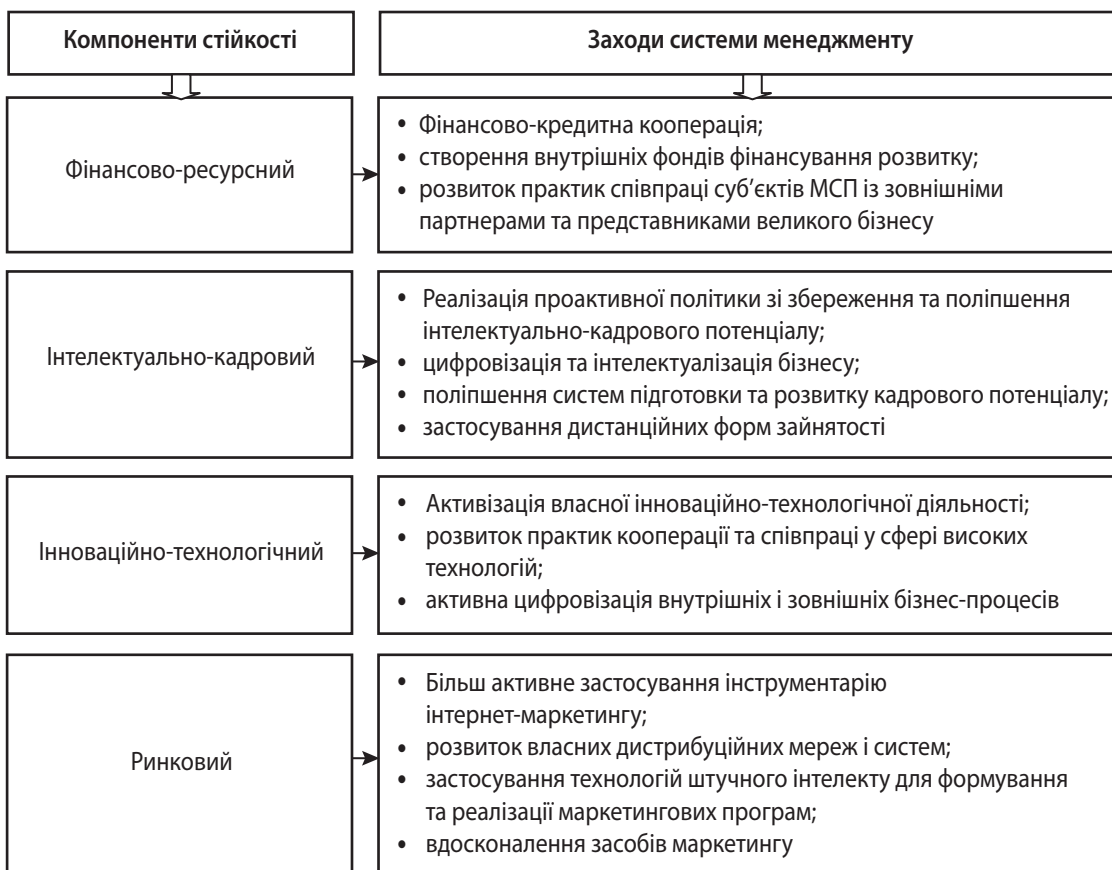 Компоненти стійкості
Заходи системи менеджменту
Фінансово-ресурсний
• Фінансово-кредитна кооперація;
• створення внутрішніх фондів фінансування розвитку;
• розвиток практик співпраці суб’єктів МСП із зовнішніми
партнерами та представниками великого бізнесу
Інтелектуально-кадровий
• Реалізація проактивної політики зі збереження та поліпшення
інтелектуально-кадрового потенціалу;
• цифровізація та інтелектуалізація бізнесу;
• поліпшення систем підготовки та розвитку кадрового потенціалу;
• застосування дистанційних форм зайнятості
Інноваційно-технологічний
• Активізація власної інноваційно-технологічної діяльності;
• розвиток практик кооперації та співпраці у сфері високих
технологій;
• активна цифровізація внутрішніх і зовнішніх бізнес-процесів
Ринковий
• Більш активне застосування інструментарію
інтернет-маркетингу;
• розвиток власних дистрибуційних мереж і систем;
• застосування технологій штучного інтелекту для формування
та реалізації маркетингових програм;
• вдосконалення засобів маркетингу